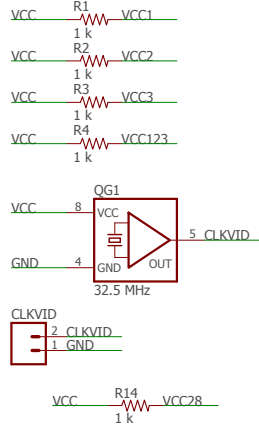 R1
VCC VCC1
1 k
R2
VCC VCC2
1 k
R3
VCC VCC3
1 k
R4
VCC VCC123
1 k
QG1
VCC 8 VCC
5 CLKVID
GND 4 GND
OUT
32.5 MHz
CLKVID
2 CLKVID
1 GND
R14
VCC VCC28
1 k